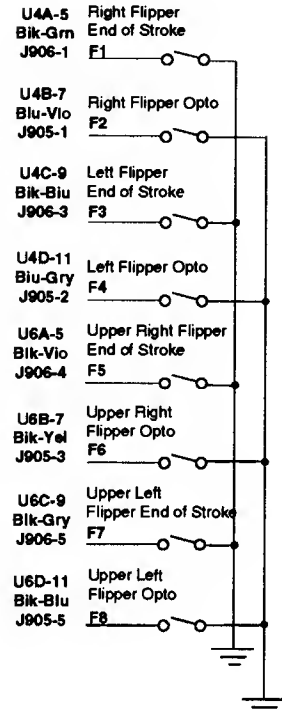 U4A-5 Right Flipper
Blk-Grn End of Stroke
J906-1 F1
U4B-7 Right Flipper Opto
Blu-Vio
J905-1 F2
U4C-9 Left Flipper
Blk-Blu End of Stroke
J906-3 F3
U4D-11 Left Flipper Opto
Blu-Gry
J905-2 F4
U6A-5 Upper Right Flipper
Blk-Vio End of Stroke
J906-4 F5
U6B-7 Upper Right
Blk-Yel Flipper Opto
J905-3 F6
U6C-9 Upper Left
Blk-Gry Flipper End of Stroke
J906-5 F7
U6D-11 Upper Left
Blk-Blu Flipper Opto
J905-5 F8